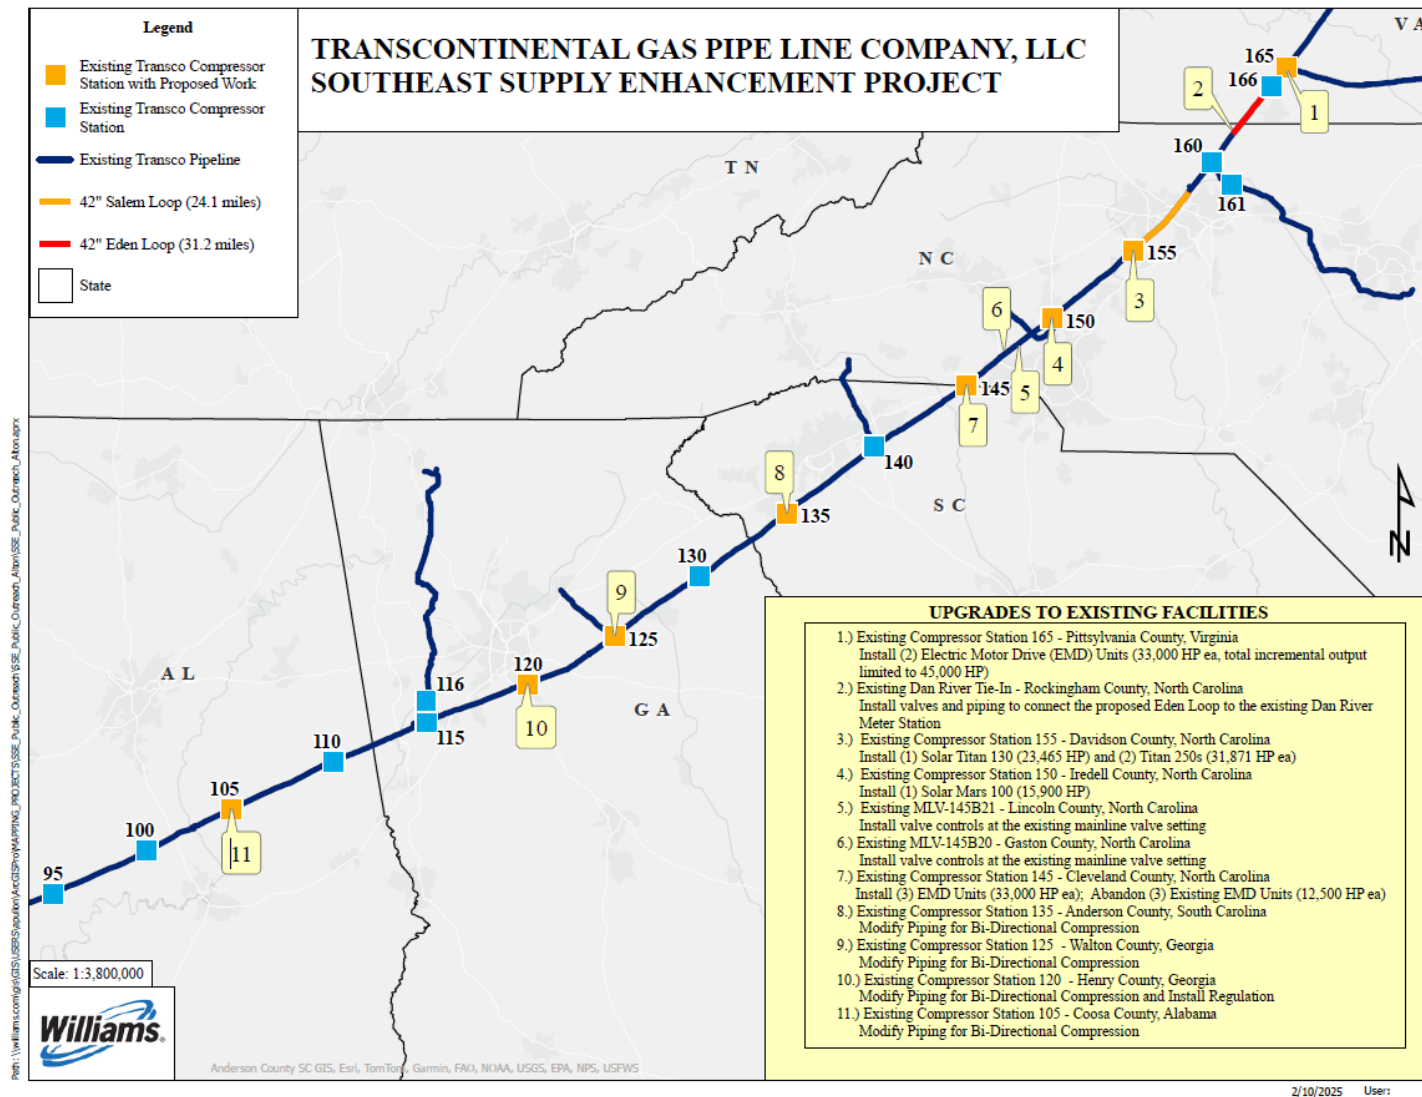 Legend
Existing Transco Compressor
Station with Proposed Work
Existing Transco Compressor
Station
Existing Transco Pipeline
42" Salem Loop (24.1 miles)
42" Eden Loop (31.2 miles)
State
TRANSCONTINENTAL GAS PIPE LINE COMPANY, LLC
SOUTHEAST SUPPLY ENHANCEMENT PROJECT
VA
165
166
2
1
TN
160
161
NC
155
3
6
150
4
5
145
7
140
8
135
SC
130
9
125
120
10
116
115
GA
AL
110
105
11
100
95
UPGRADES TO EXISTING FACILITIES
1.) Existing Compressor Station 165 - Pittsylvania County, Virginia
Install (2) Electric Motor Drive (EMD) Units (33,000 HP ea, total incremental output
limited to 45,000 HP)
2.) Existing Dan River Tie-In - Rockingham County, North Carolina
Install valves and piping to connect the proposed Eden Loop to the existing Dan River
Meter Station
3.) Existing Compressor Station 155 - Davidson County, North Carolina
Install (1) Solar Titan 130 (23,465 HP) and (2) Titan 250s (31,871 HP ea)
4.) Existing Compressor Station 150 - Iredell County, North Carolina
Install (1) Solar Mars 100 (15,900 HP)
5.) Existing MLV-145B21 - Lincoln County, North Carolina
Install valve controls at the existing mainline valve setting
6.) Existing MLV-145B20 - Gaston County, North Carolina
Install valve controls at the existing mainline valve setting
7.) Existing Compressor Station 145 - Cleveland County, North Carolina
Install (3) EMD Units (33,000 HP ea); Abandon (3) Existing EMD Units (12,500 HP ea)
8.) Existing Compressor Station 135 - Anderson County, South Carolina
Modify Piping for Bi-Directional Compression
9.) Existing Compressor Station 125 - Walton County, Georgia
Modify Piping for Bi-Directional Compression
10.) Existing Compressor Station 120 - Henry County, Georgia
Modify Piping for Bi-Directional Compression and Install Regulation
11.) Existing Compressor Station 105 - Coosa County, Alabama
Modify Piping for Bi-Directional Compression
N
Scale: 1:3,800,000
Williams.
Anderson County SC GIS, Esri, TomTom, Garmin, FAO, NOAA, USGS, EPA, NPS, USFWS
2/10/2025 User: